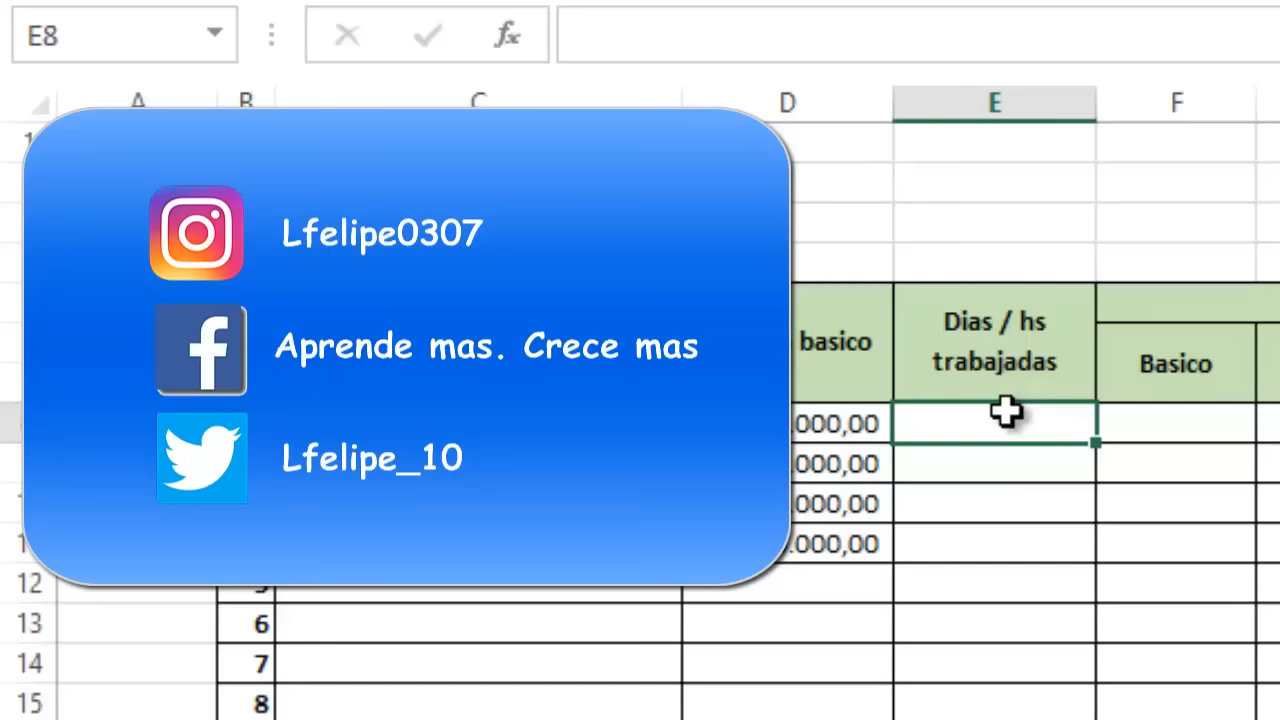 E8
fx
A B C D E F
Lfelipe0307
Aprende mas. Crece mas
Lfelipe_10
basico
Dias / hs
trabajadas
Basico
000,00
000,00
000,00
000,00
12
13 6
14 7
15 8